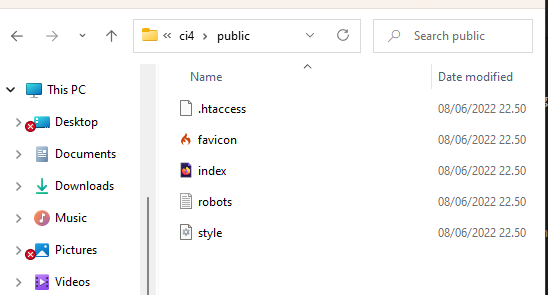 ci4 public
Search public
This PC
Desktop
Documents
Downloads
Music
Pictures
Videos
Name Date modified
.htaccess 08/06/2022 22.50
favicon 08/06/2022 22.50
index 08/06/2022 22.50
robots 08/06/2022 22.50
style 08/06/2022 22.50